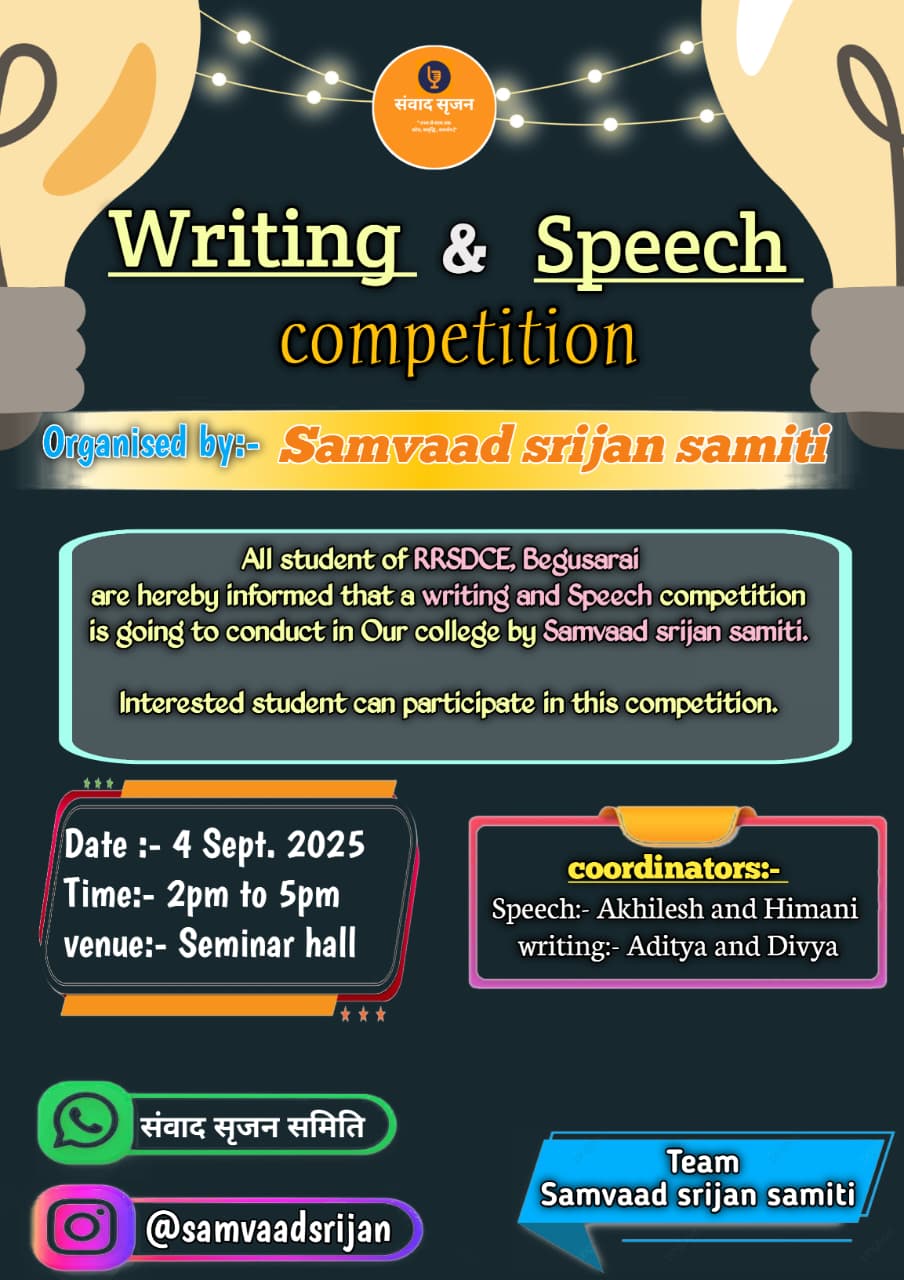 संवाद सृजन
Writing & Speech
competition
Organised by:- Samvaad srijan samiti
All student of RRSDCE, Begusarai
are hereby informed that a writing and Speech competition
is going to conduct in Our college by Samvaad srijan samiti.
Interested student can participate in this competition.
Date :- 4 Sept. 2025
Time:- 2pm to 5pm
venue:- Seminar hall
coordinators:-
Speech:- Akhilesh and Himani
writing:- Aditya and Divya
संवाद सृजन समिति
@samvaadsrijan
Team
Samvaad srijan samiti